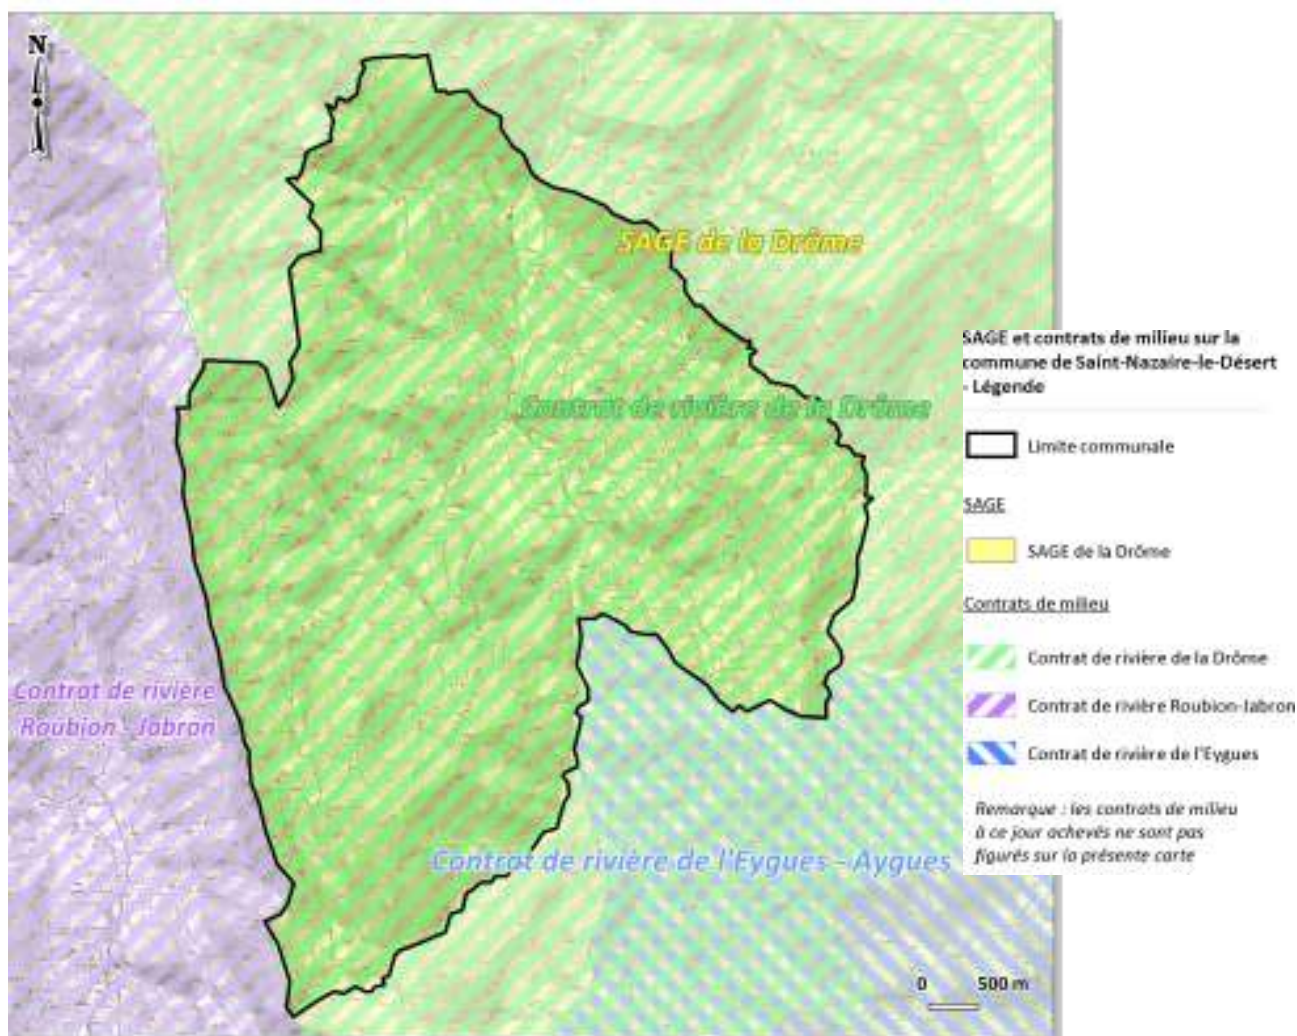 N
SAGE de la Drôme
Contrat de rivière de la Drôme
Contrat de rivière
Roubion - Jabron
Contrat de rivière de l'Eygues - Aygues
0 500 m
SAGE et contrats de milieu sur la
commune de Saint-Nazaire-le-Désert
- Légende
Limite communale
SAGE
SAGE de la Drôme
Contrats de milieu
Contrat de rivière de la Drôme
Contrat de rivière Roubion-Jabron
Contrat de rivière de l'Eygues
Remarque : les contrats de milieu
à ce jour achevés ne sont pas
figurés sur la présente carte